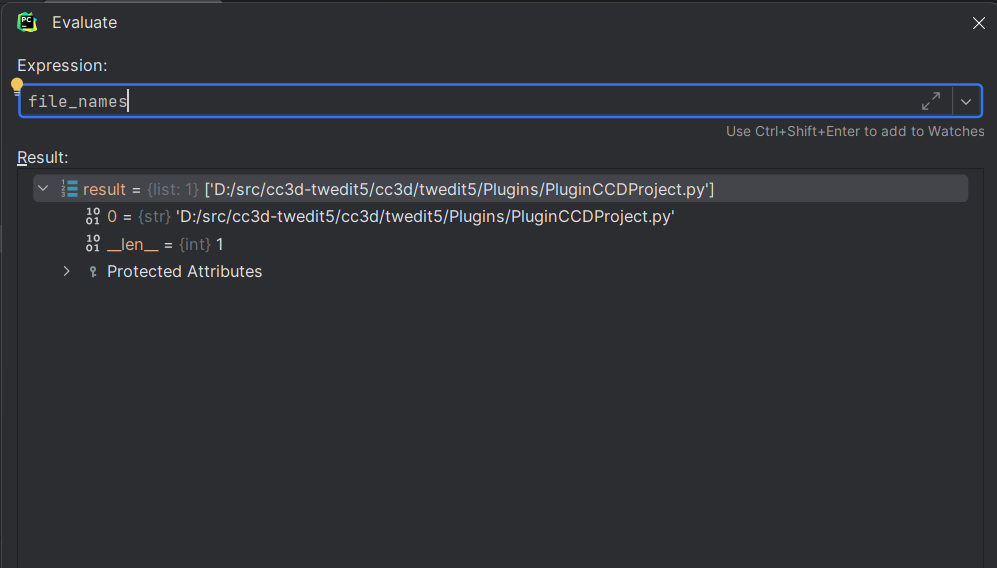 PC
Evaluate
Expression:
file_names
Use Ctrl+Shift+Enter to add to Watches
Result:
result = {list: 1} ['D:/src/cc3d-twedit5/cc3d/twedit5/Plugins/PluginCCDProject.py']
0 = {str} 'D:/src/cc3d-twedit5/cc3d/twedit5/Plugins/PluginCCDProject.py'
__len__ = {int} 1
Protected Attributes